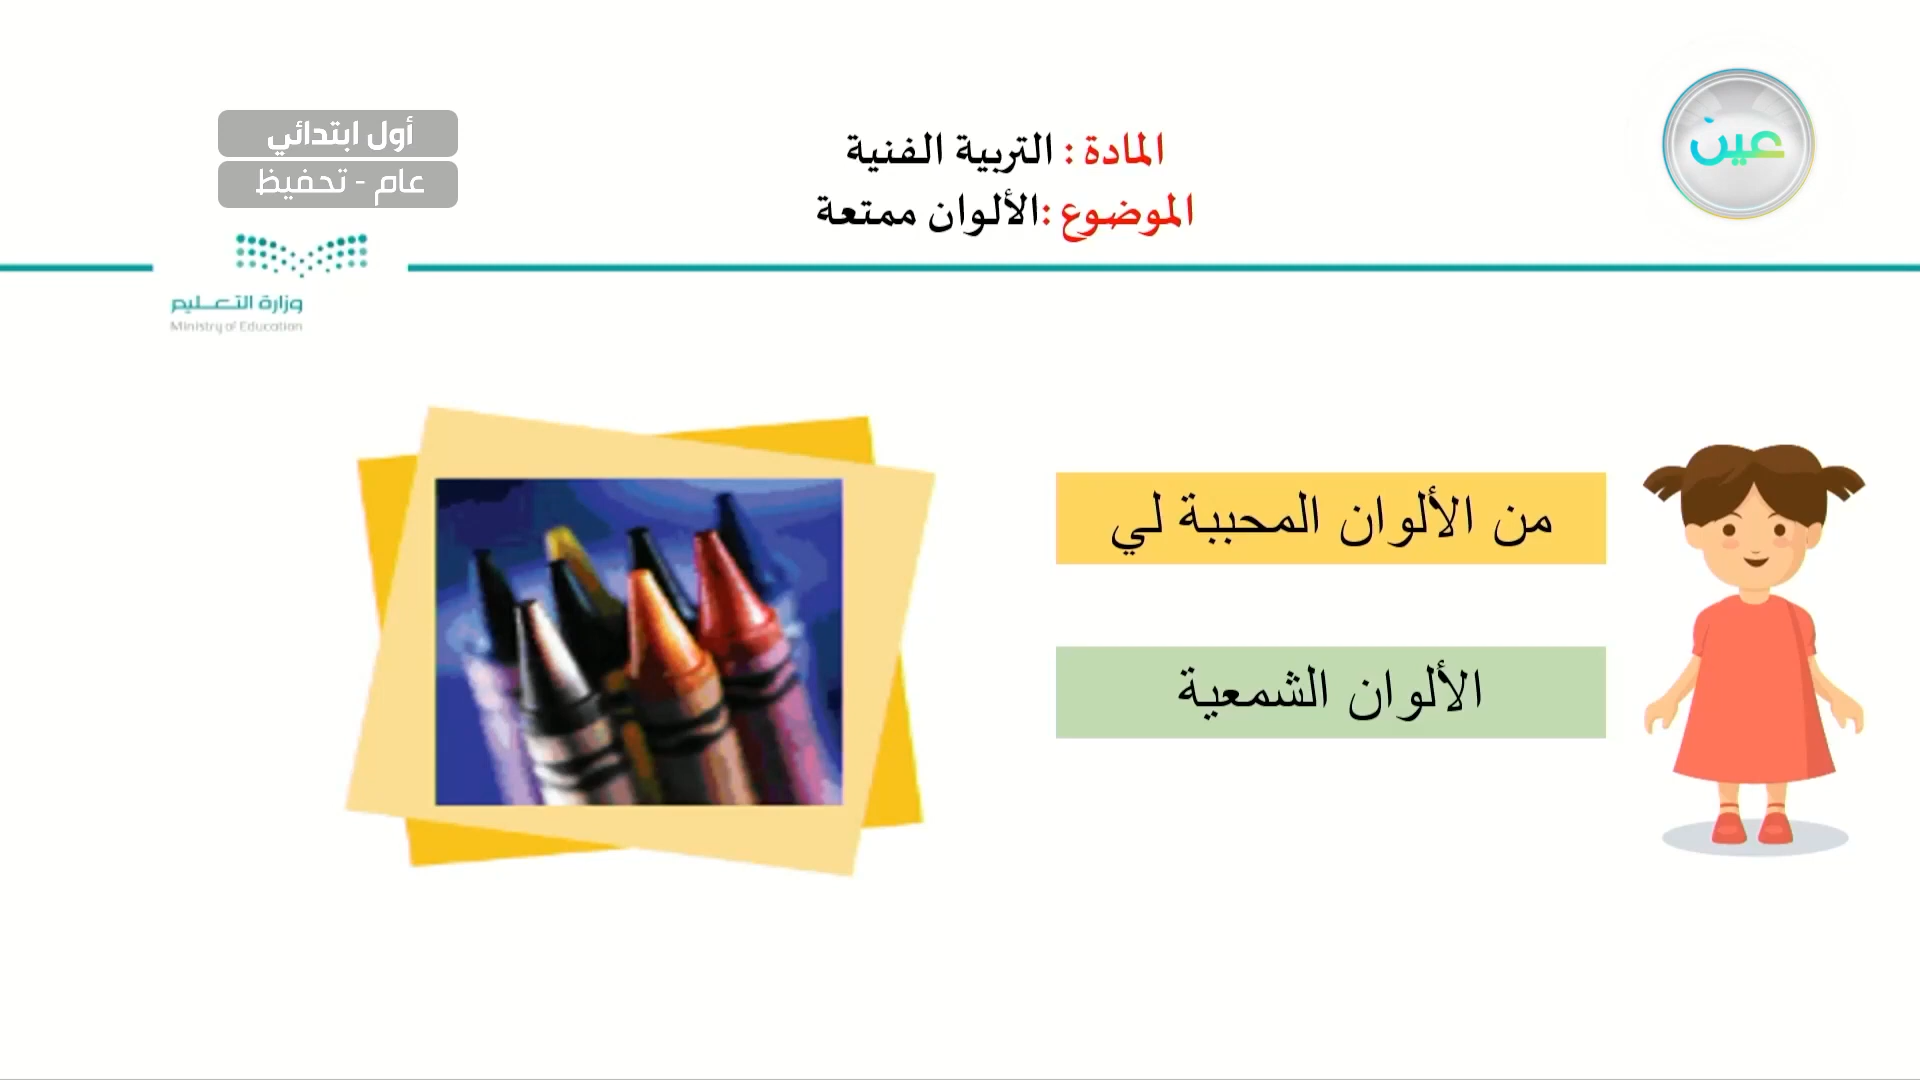 عين
المادة : التربية الفنية
الموضوع :الألوان ممتعة
أول ابتدائي
عام - تحفيظ
وزارة التعليم
Ministry of Education
من الألوان المحببة لي
الألوان الشمعية